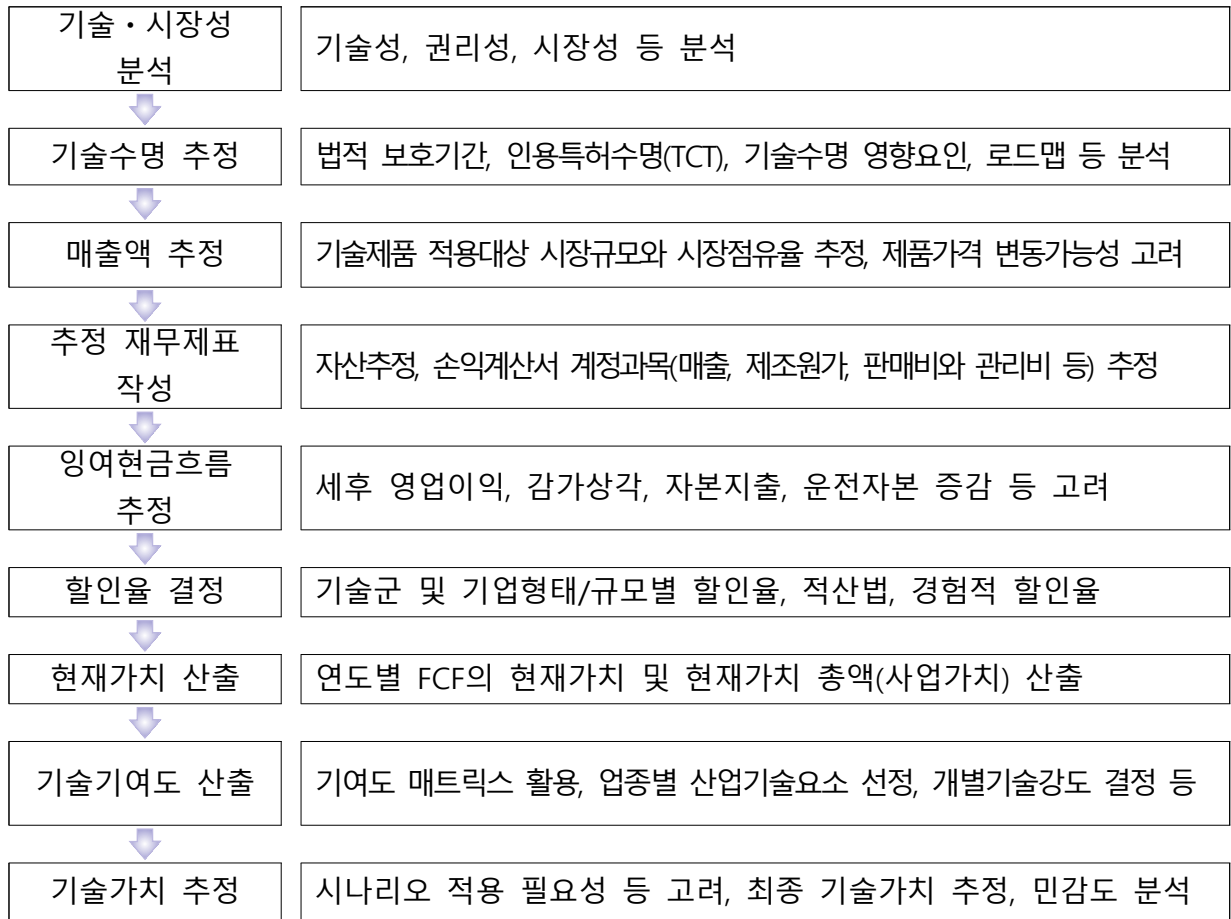 기술・시장성
분석
기술성, 권리성, 시장성 등 분석
기술수명 추정
법적 보호기간, 인용특허수명(TCT), 기술수명 영향요인, 로드맵 등 분석
매출액 추정
기술제품 적용대상 시장규모와 시장점유율 추정, 제품가격 변동가능성 고려
추정 재무제표
작성
자산추정, 손익계산서 계정과목(매출, 제조원가, 판매비와 관리비 등) 추정
잉여현금흐름
추정
세후 영업이익, 감가상각, 자본지출, 운전자본 증감 등 고려
할인율 결정
기술군 및 기업형태/규모별 할인율, 적산법, 경험적 할인율
현재가치 산출
연도별 FCF의 현재가치 및 현재가치 총액(사업가치) 산출
기술기여도 산출
기여도 매트릭스 활용, 업종별 산업기술요소 선정, 개별기술강도 결정 등
기술가치 추정
시나리오 적용 필요성 등 고려, 최종 기술가치 추정, 민감도 분석